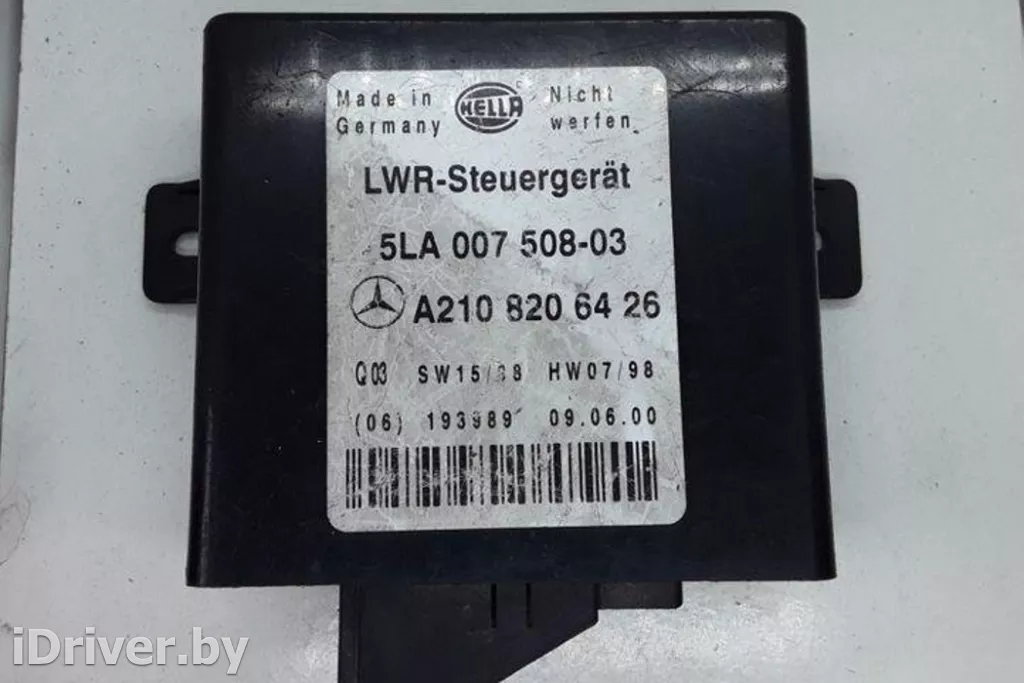 Made in
Germany
HELLA
Nicht
werfen
LWR-Steuergerät
5LA 007 508-03
A210 820 64 26
Q03 HW07/98
(06) 193989 09.06.00
iDriver.by